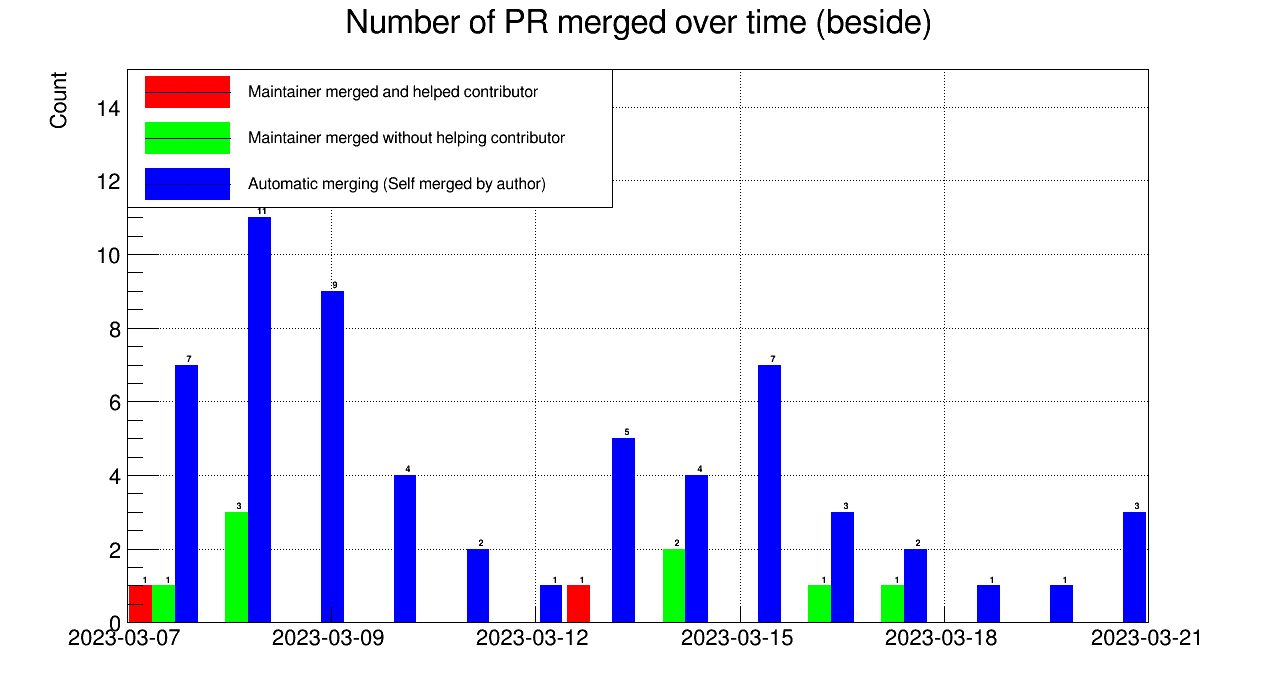 Number of PR merged over time (beside)
Count
Maintainer merged and helped contributor
Maintainer merged without helping contributor
Automatic merging (Self merged by author)
14
12
10
8
6
4
2
0
1 1 7 3 11 9 4 2 1 1 5 2 4 7 1 3 1 2 1 1 3
2023-03-07 2023-03-09 2023-03-12 2023-03-15 2023-03-18 2023-03-21